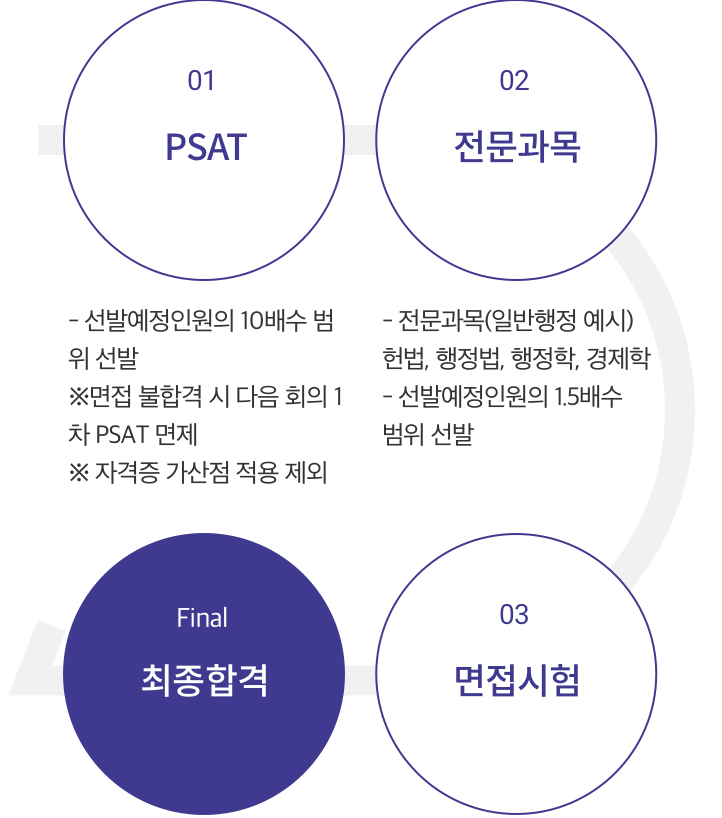 01
PSAT
- 선발예정인원의 10배수 범
위 선발
※면접 불합격 시 다음 회의 1
차 PSAT 면제
※ 자격증 가산점 적용 제외
02
전문과목
- 전문과목(일반행정 예시)
헌법, 행정법, 행정학, 경제학
- 선발예정인원의 1.5배수
범위 선발
03
면접시험
Final
최종합격